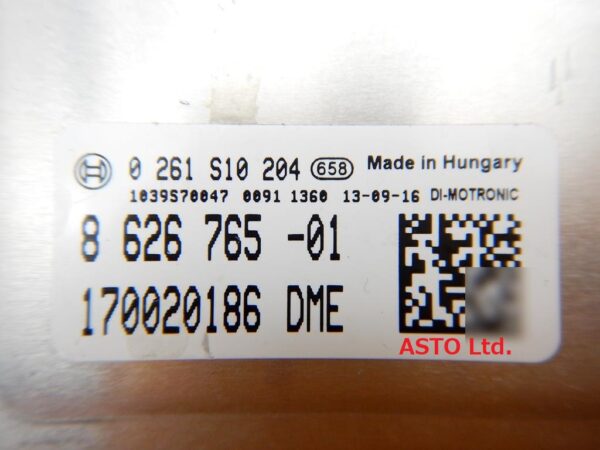 0 261 S10 204 658 Made in Hungary
1039S70047 0091 1360 13-09-16 DI-MOTRONIC
8 626 765 -01
170020186 DME
ASTO Ltd.